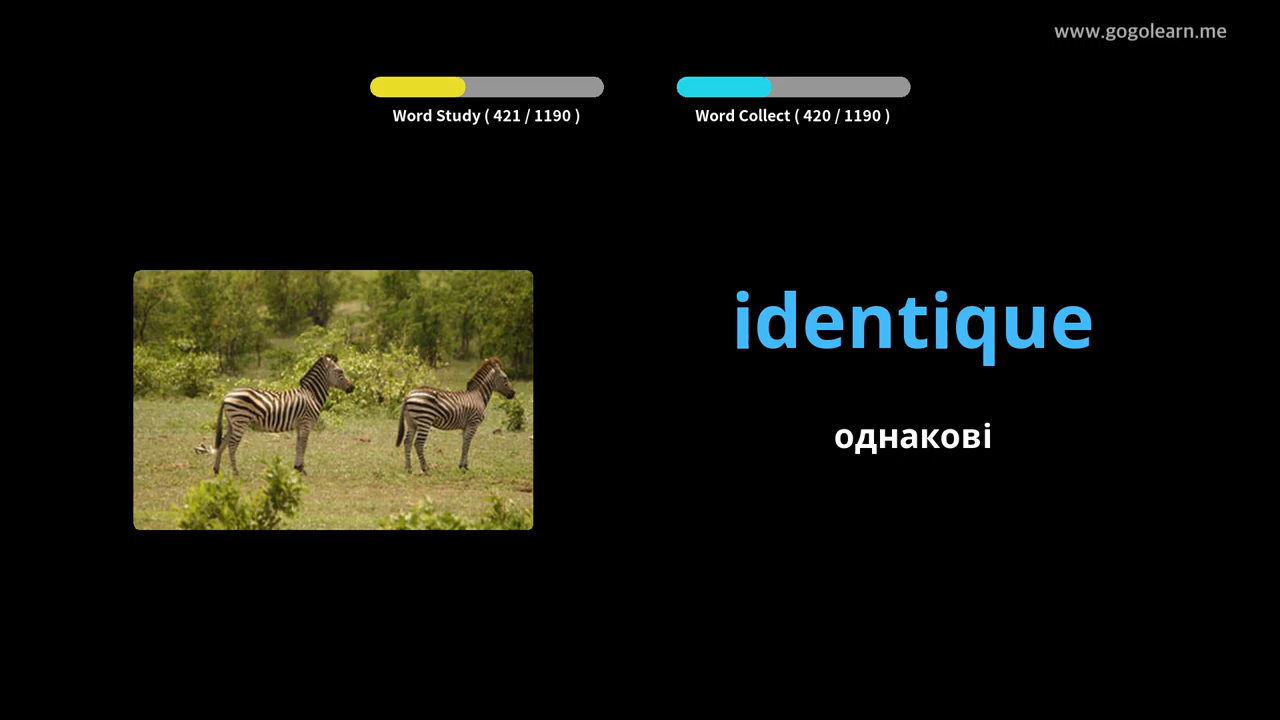 www.gogolearn.me
Word Study ( 421 / 1190 )
Word Collect ( 420 / 1190 )
identique
однакові